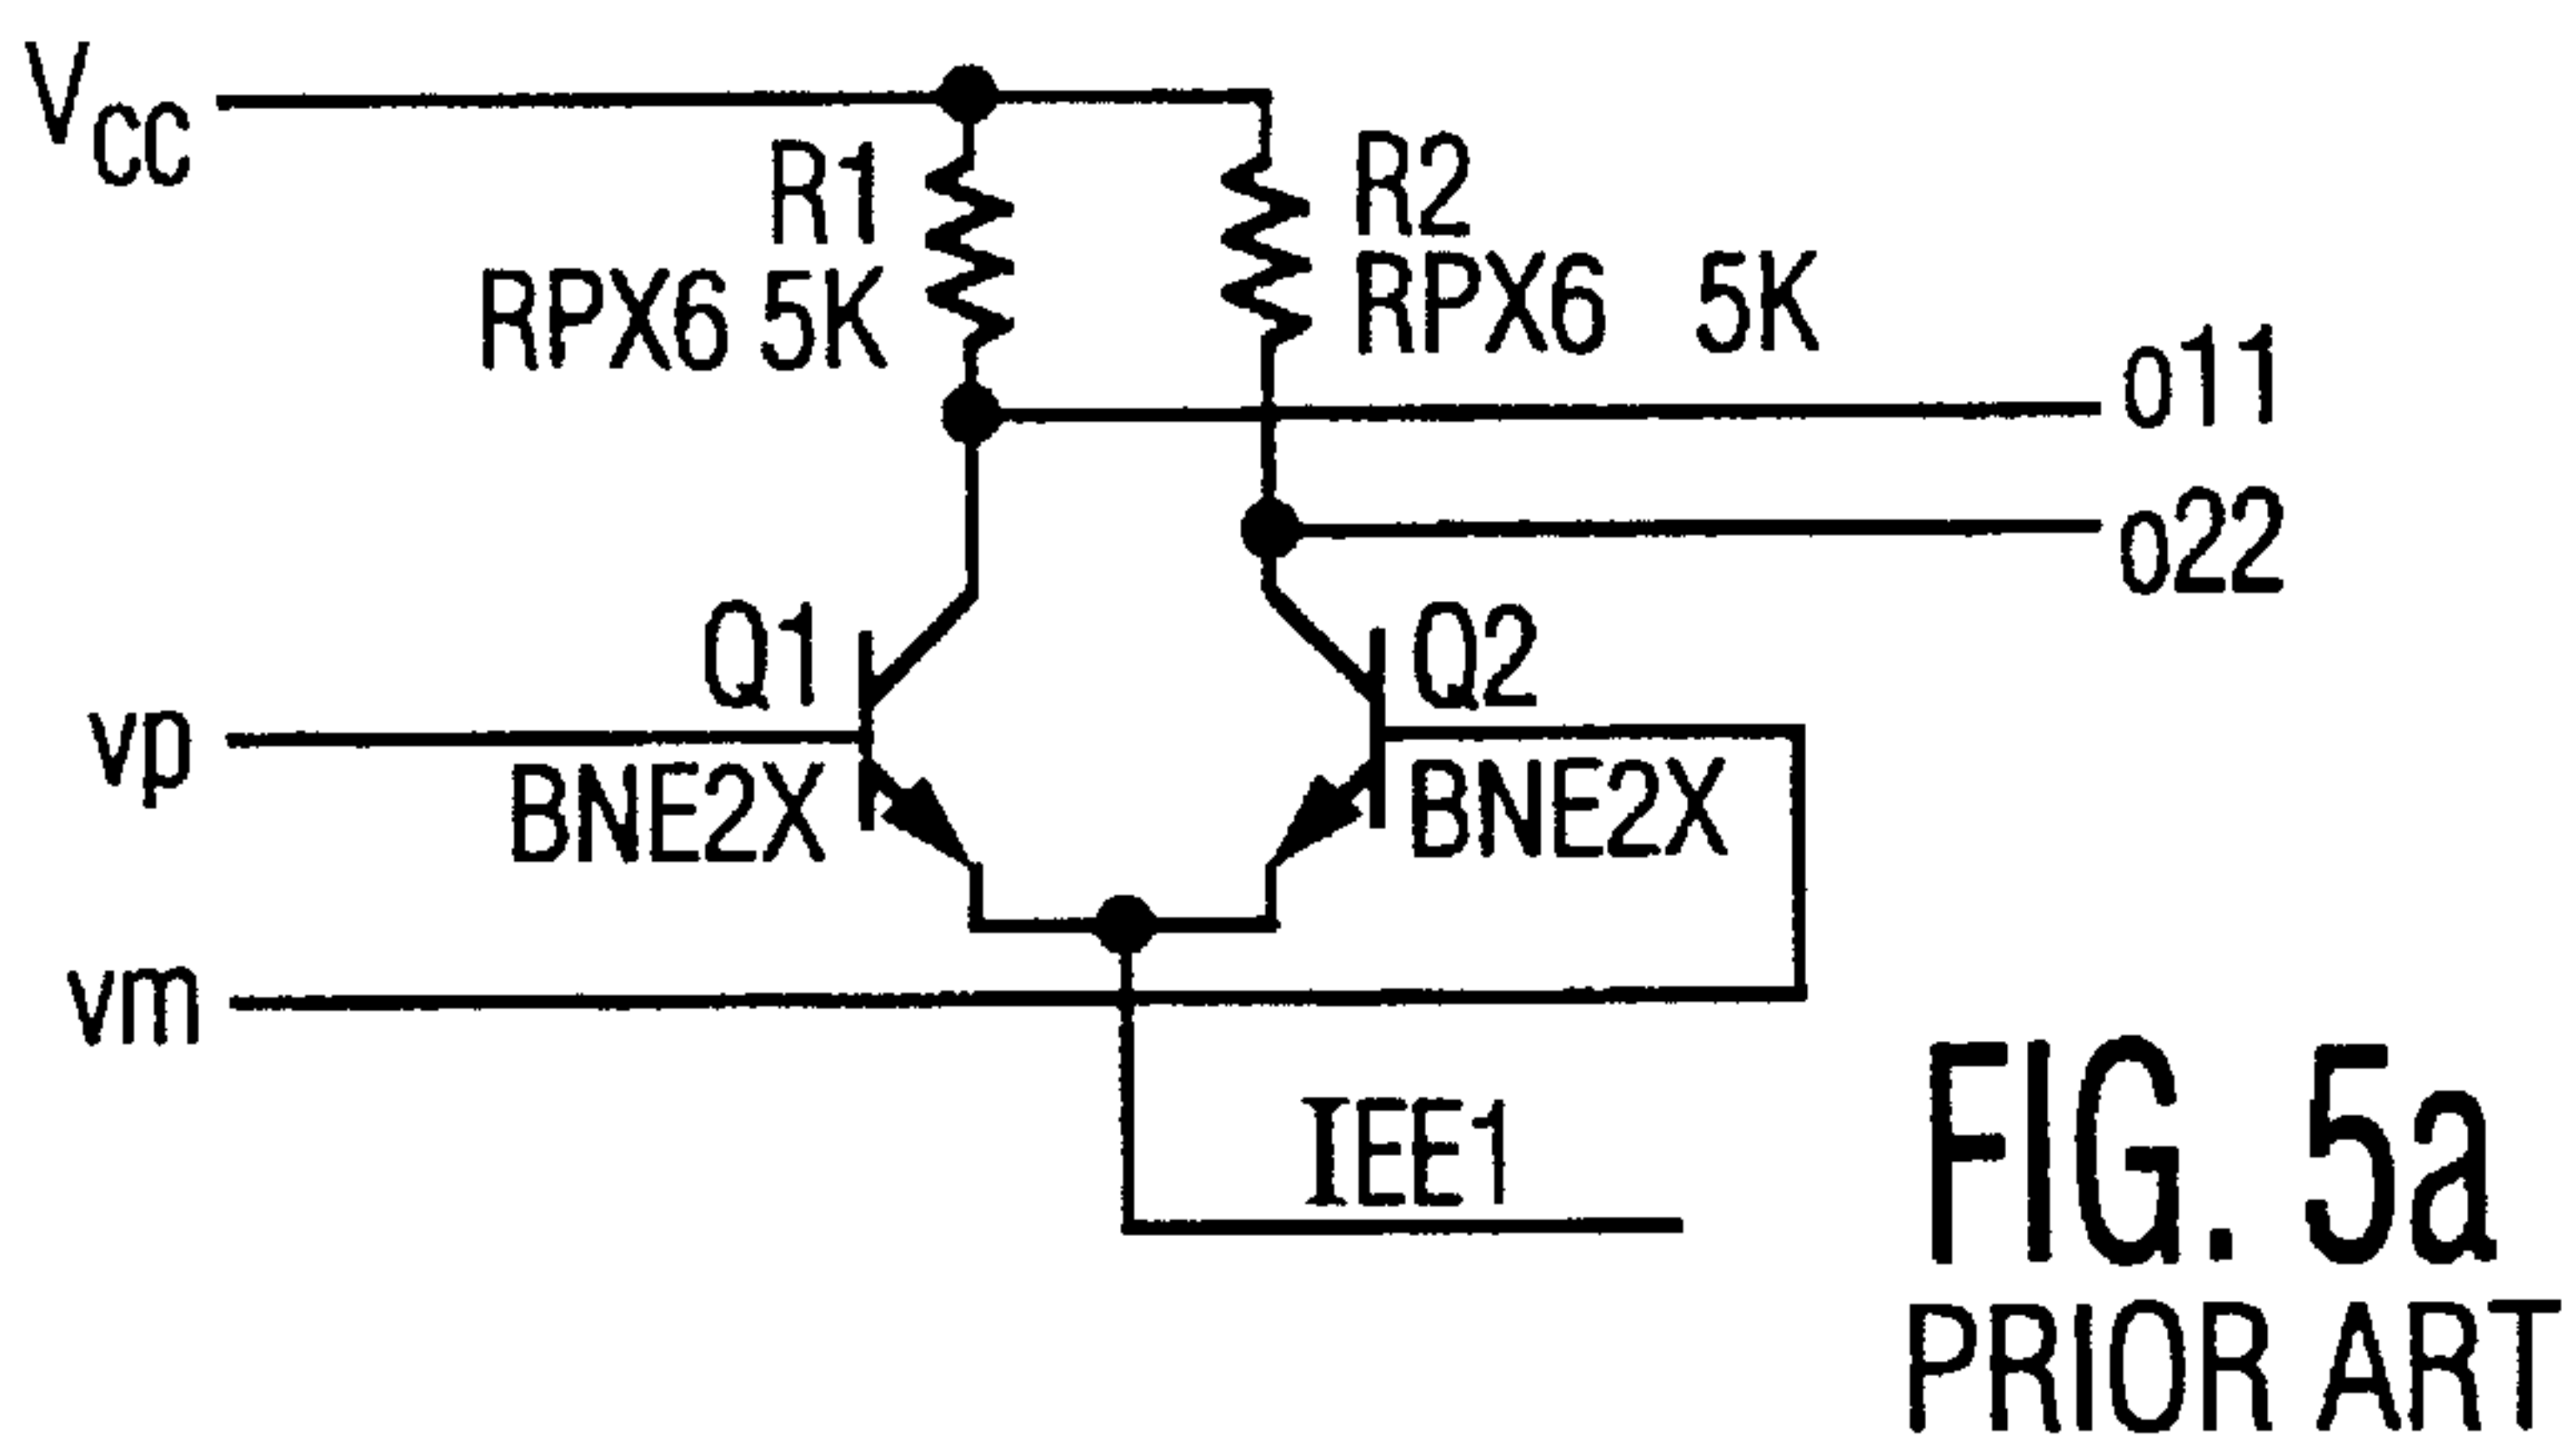 VCC
R1
RPX6 5K
R2
RPX6 5K
o11
o22
Q1
BNE2X
Q2
BNE2X
vp
vm
IEE1
FIG. 5a
PRIOR ART